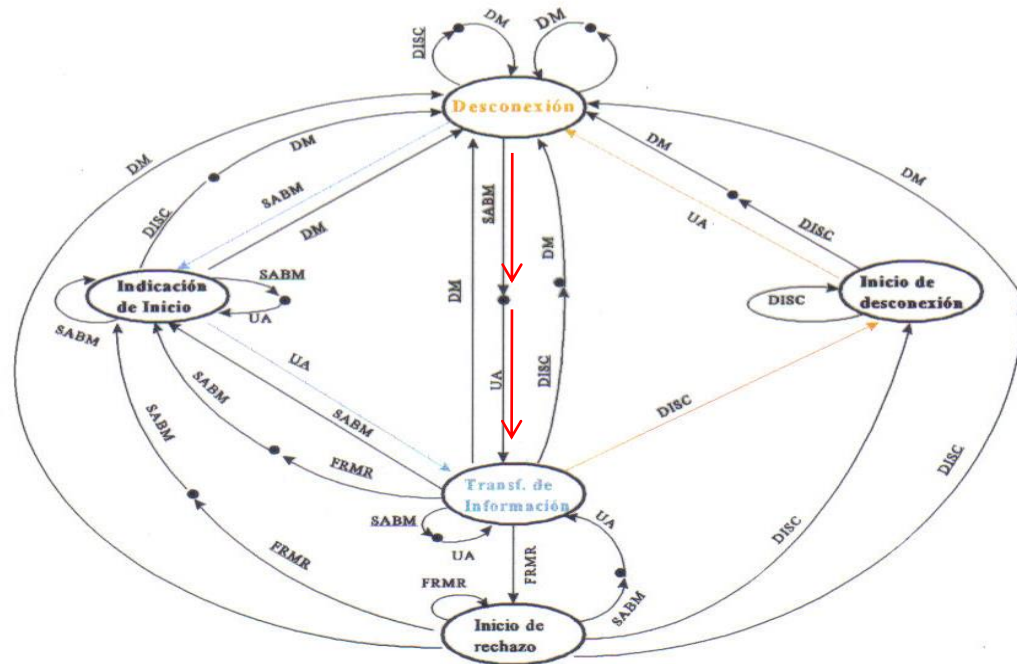 DM
DM
DISC
Desconexión
DM
DM
SABM
DISC
DM
SABM
DM
DM
UA
DM
DISC
Indicación
de Inicio
SABM
UA
SABM
DM
DISC
Inicio de
desconexión
UA
UA
DISC
SABM
SABM
SABM
DISC
FRMR
Transf. de
Información
SABM
UA
UA
FRMR
FRMR
FRMR
SABM
DISC
DISC
Inicio de
rechazo